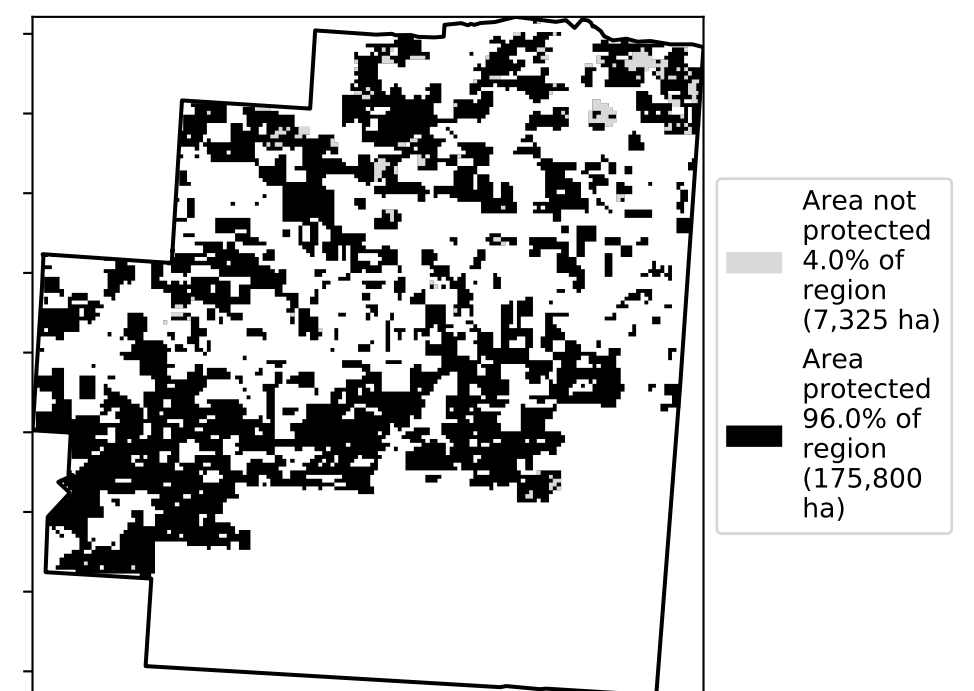 Area not
protected
4.0% of
region
(7,325 ha)
Area
protected
96.0% of
region
(175,800
ha)